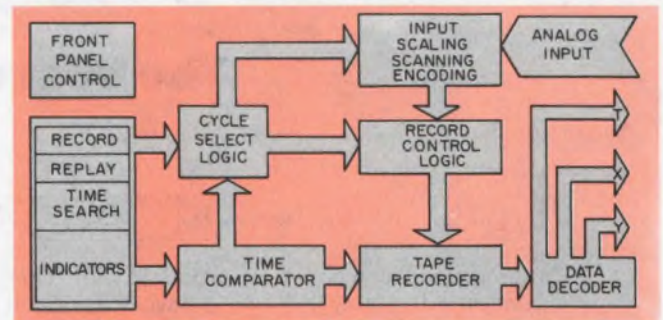 FRONT
PANEL
CONTROL
INPUT
SCALING
SCANNING
ENCODING
ANALOG
INPUT
RECORD
REPLAY
TIME
SEARCH
INDICATORS
CYCLE
SELECT
LOGIC
RECORD
CONTROL
LOGIC
TIME
COMPARATOR
TAPE
RECORDER
DATA
DECODER
T
X
Y